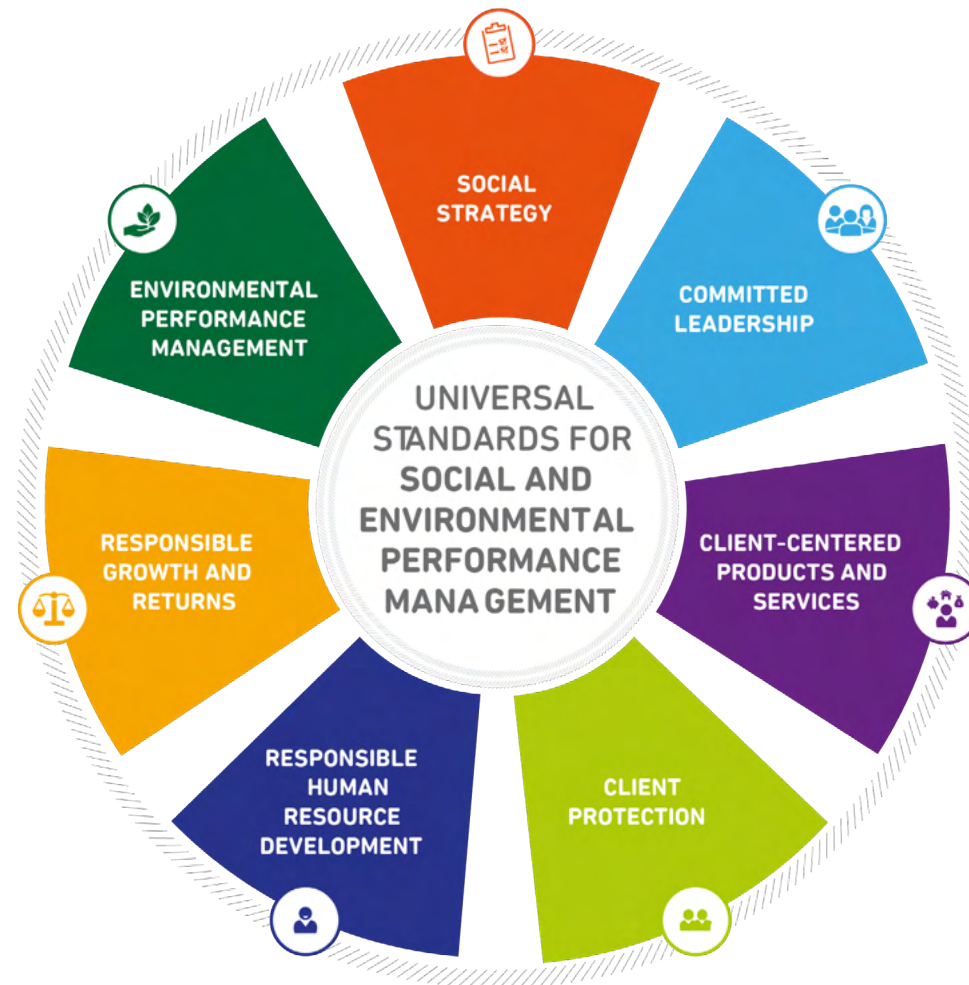 SOCIAL
STRATEGY
COMMITTED
LEADERSHIP
CLIENT-CENTERED
PRODUCTS AND
SERVICES
CLIENT
PROTECTION
RESPONSIBLE
HUMAN
RESOURCE
DEVELOPMENT
RESPONSIBLE
GROWTH AND
RETURNS
ENVIRONMENTAL
PERFORMANCE
MANAGEMENT
UNIVERSAL
STANDARDS FOR
SOCIAL AND
ENVIRONMENTAL
PERFORMANCE
MANAGEMENT